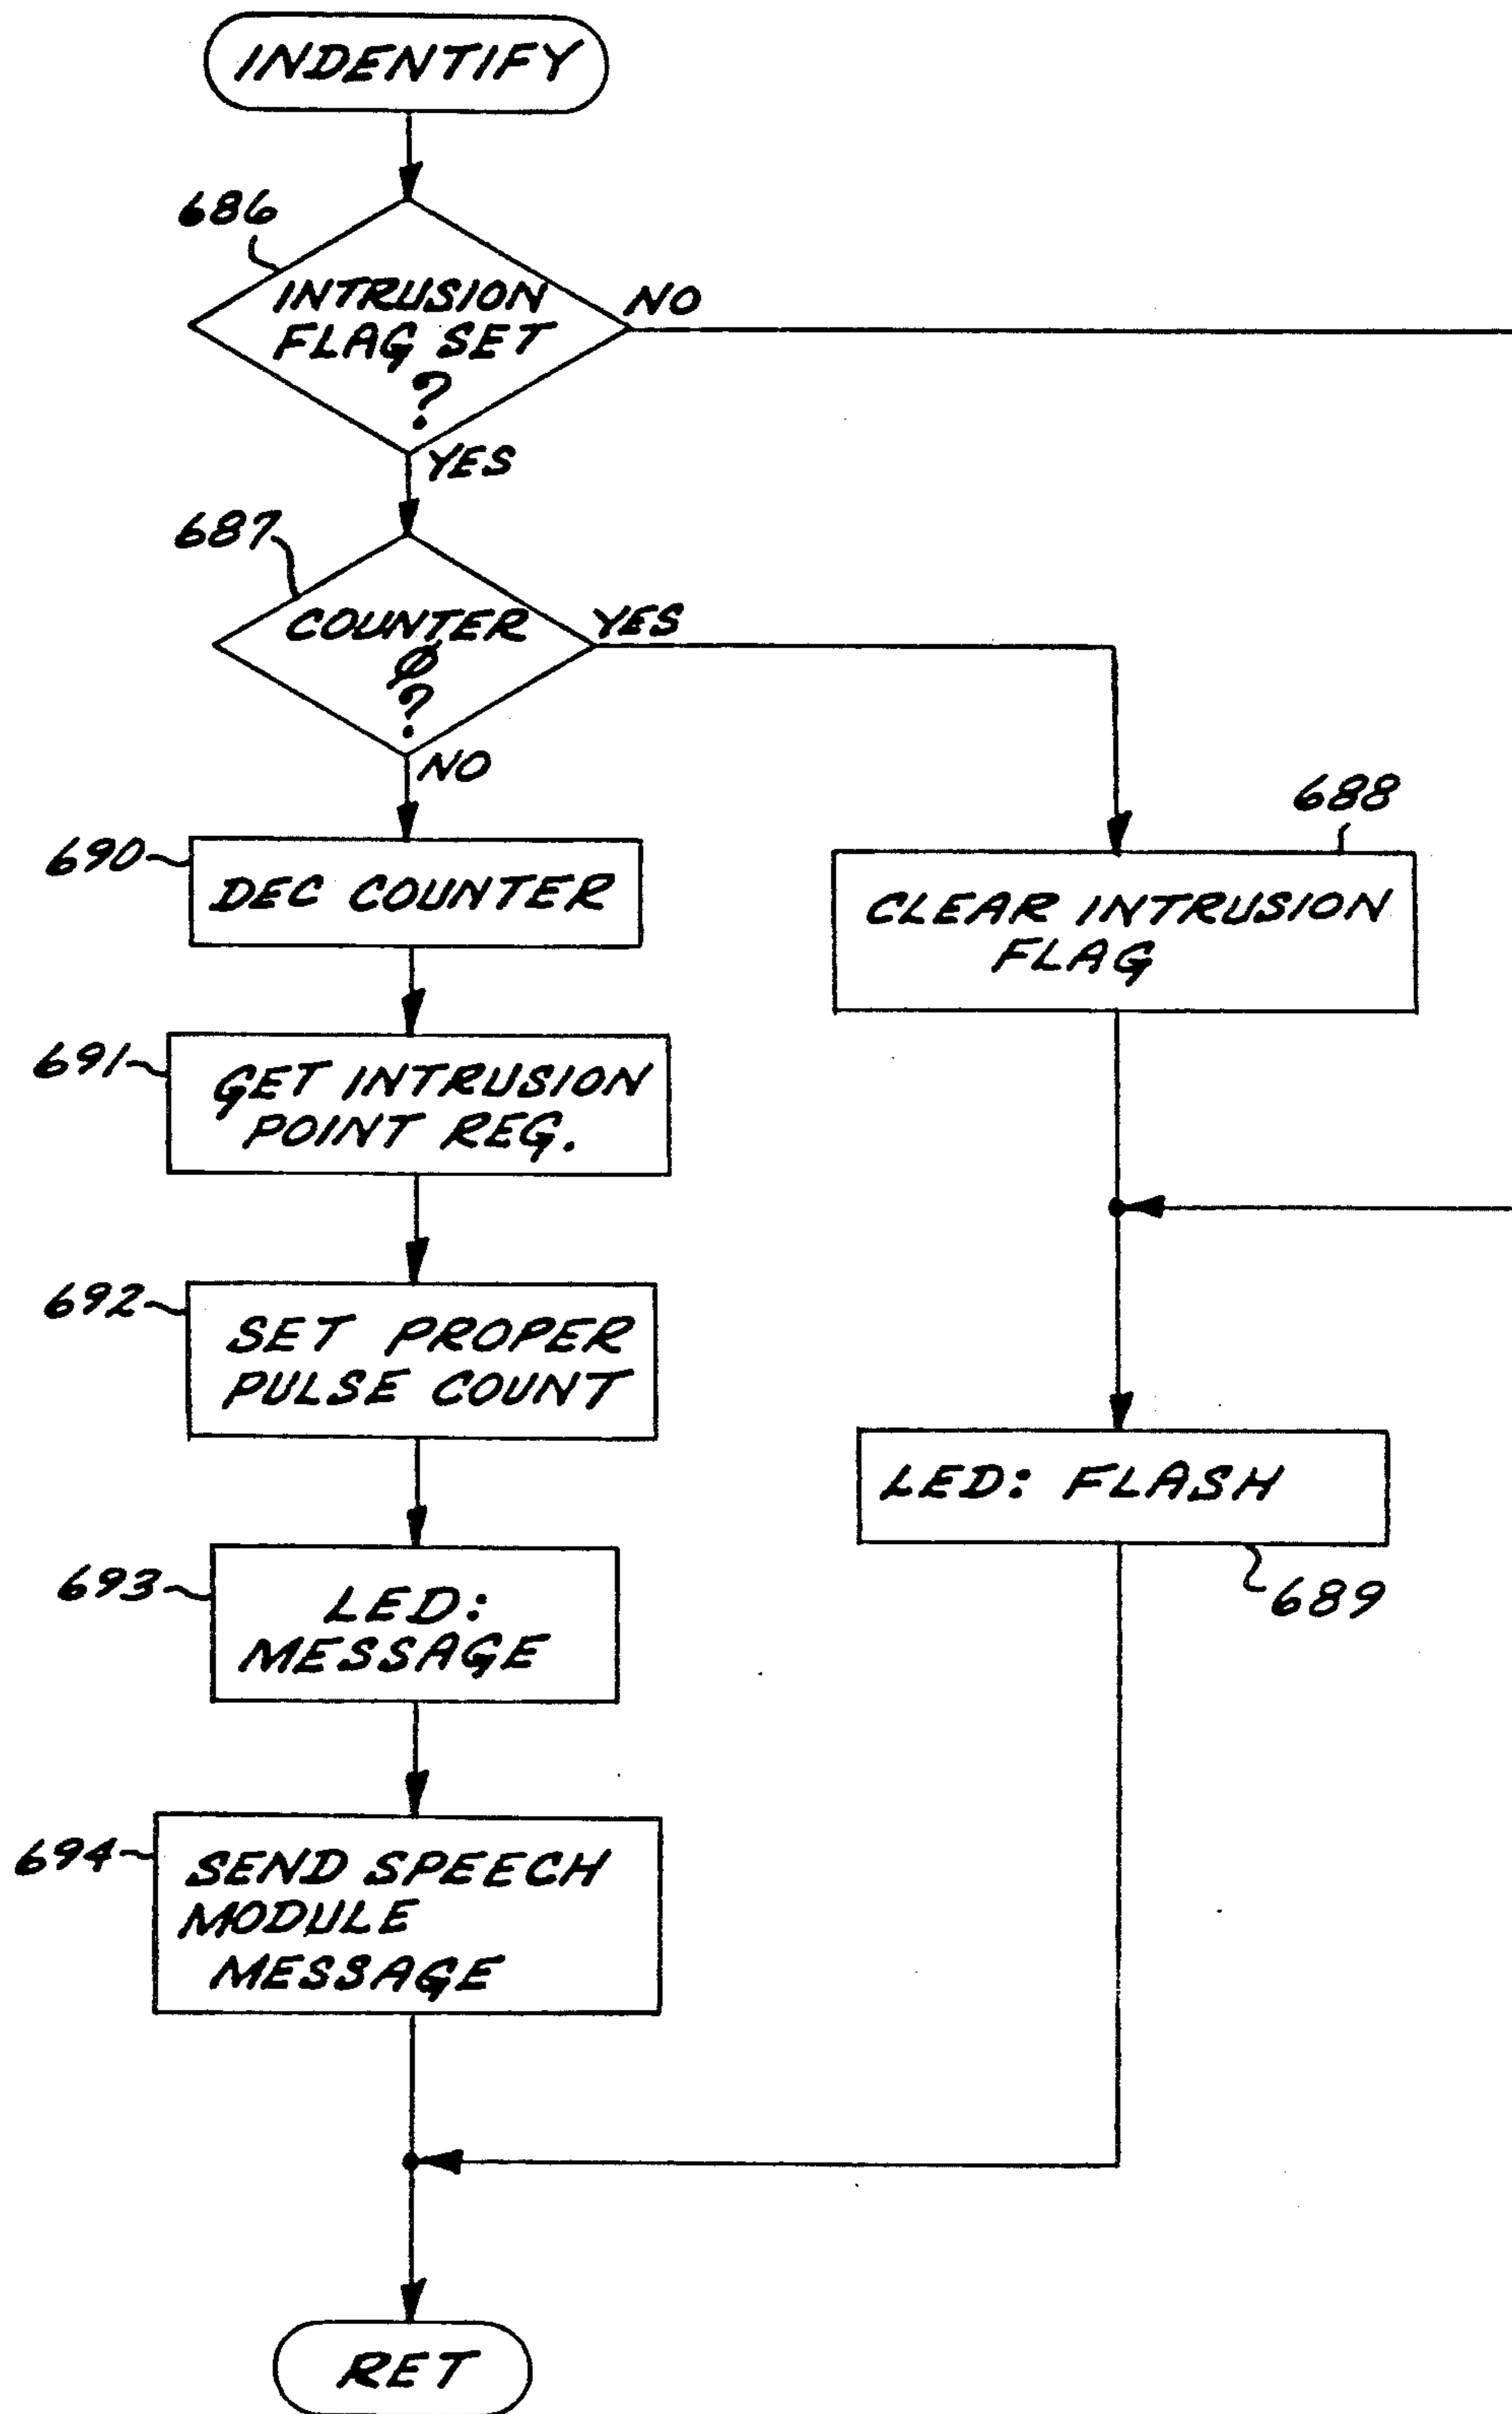 INDENTIFY
686
INTRUSION
FLAG SET
?
NO
YES
687
COUNTER
Ø
?
YES
NO
688
690
DEC COUNTER
CLEAR INTRUSION
FLAG
691
GET INTRUSION
POINT REG.
692
SET PROPER
PULSE COUNT
LED: FLASH
689
693
LED:
MESSAGE
694
SEND SPEECH
MODULE
MESSAGE
RET